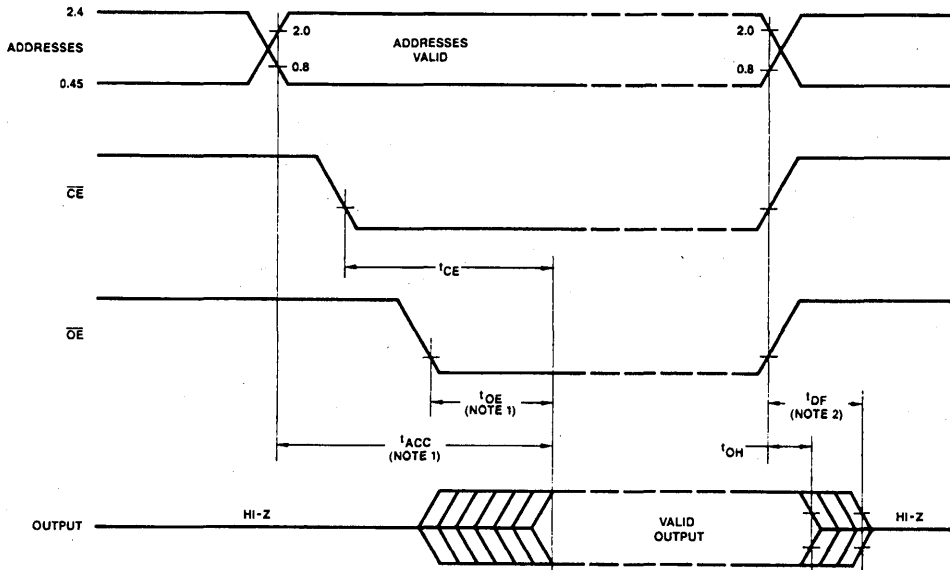 2.4
ADDRESSES
0.45
2.0
0.8
ADDRESSES
VALID
2.0
0.8
CE
tCE
OE
tOE
(NOTE 1)
tACC
(NOTE 1)
tDF
(NOTE 2)
tOH
OUTPUT
HI-Z
VALID
OUTPUT
HI-Z